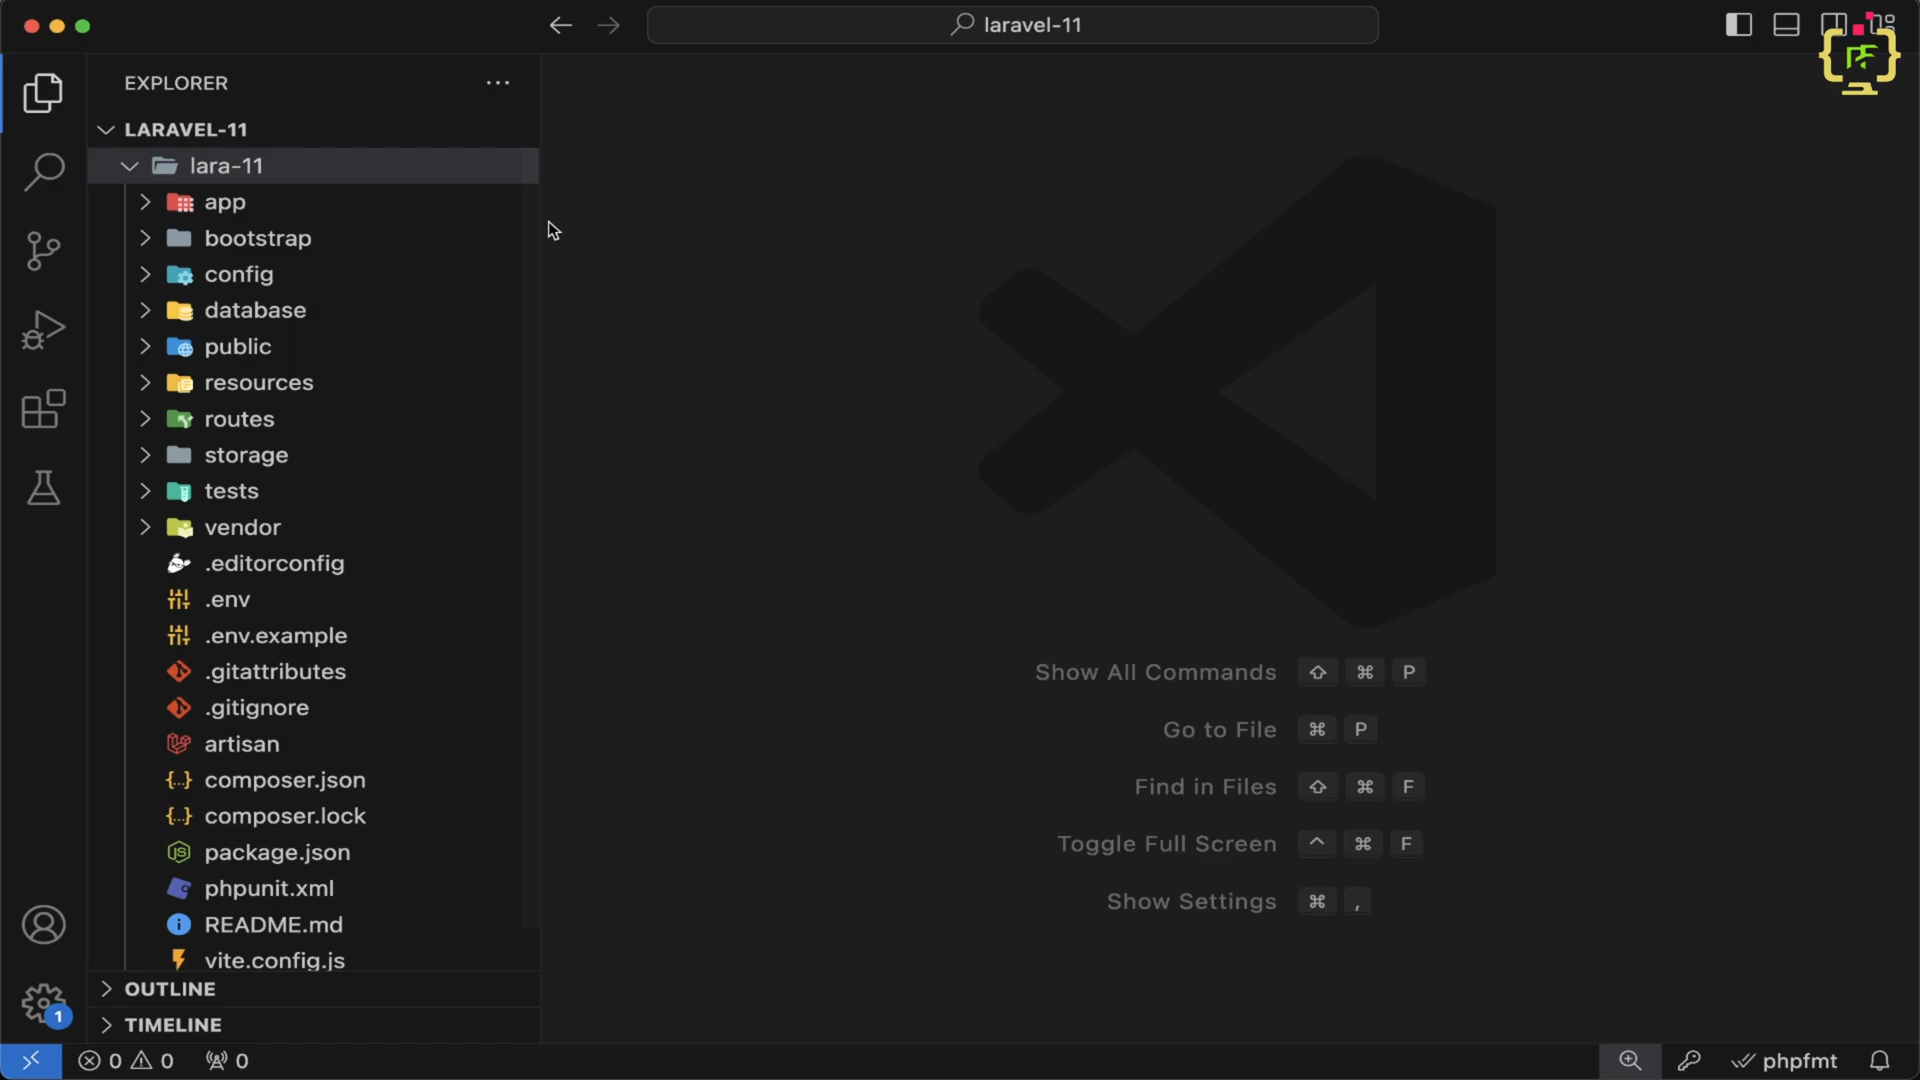 laravel-11
EXPLORER
LARAVEL-11
lara-11
app
bootstrap
config
database
public
resources
routes
storage
tests
vendor
.editorconfig
.env
.env.example
.gitattributes
.gitignore
artisan
composer.json
composer.lock
package.json
phpunit.xml
README.md
vite.config.js
OUTLINE
TIMELINE
Show All Commands ⇧ ⌘ P
Go to File ⌘ P
Find in Files ⇧ ⌘ F
Toggle Full Screen ^ ⌘ F
Show Settings ⌘ ,
1
0 0 0
phpfmt